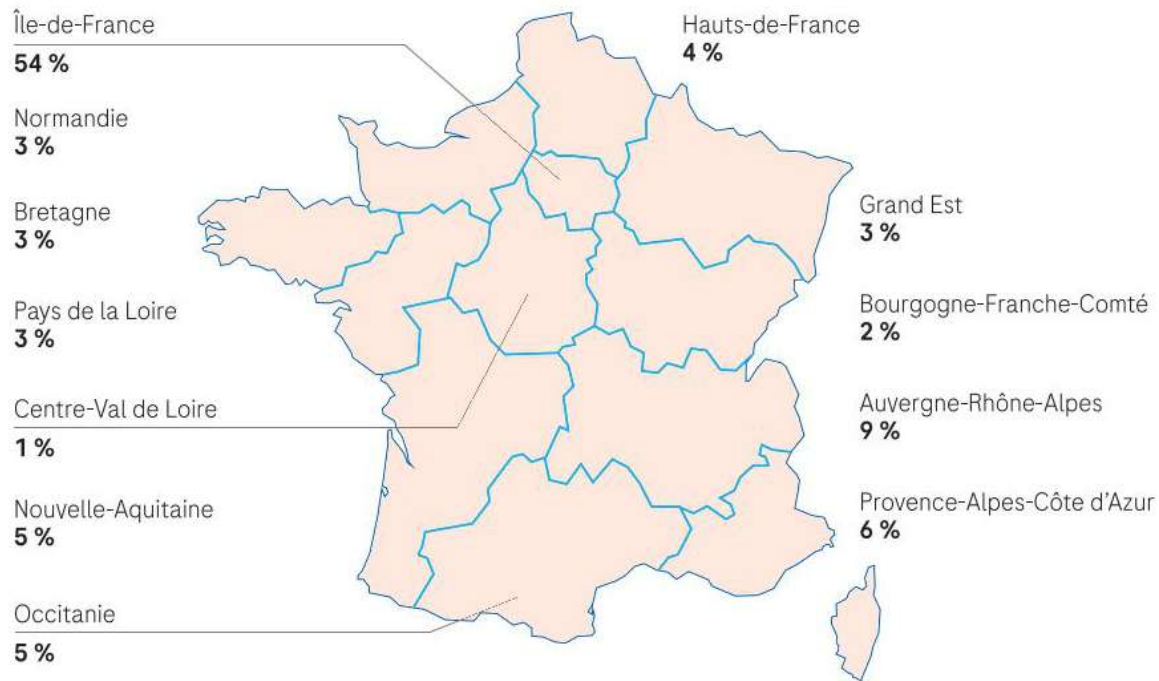 Île-de-France
54 %
Normandie
3 %
Bretagne
3 %
Pays de la Loire
3 %
Centre-Val de Loire
1 %
Nouvelle-Aquitaine
5 %
Occitanie
5 %
Hauts-de-France
4 %
Grand Est
3 %
Bourgogne-Franche-Comté
2 %
Auvergne-Rhône-Alpes
9 %
Provence-Alpes-Côte d'Azur
6 %